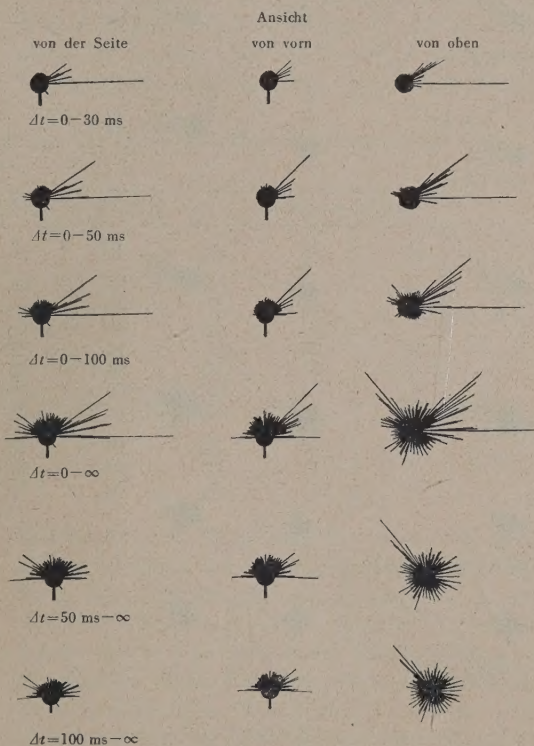 Ansicht
von der Seite von vorn von oben
Δt=0−30 ms
Δt=0−50 ms
Δt=0−100 ms
Δt=0−∞
Δt=50 ms−∞
Δt=100 ms−∞